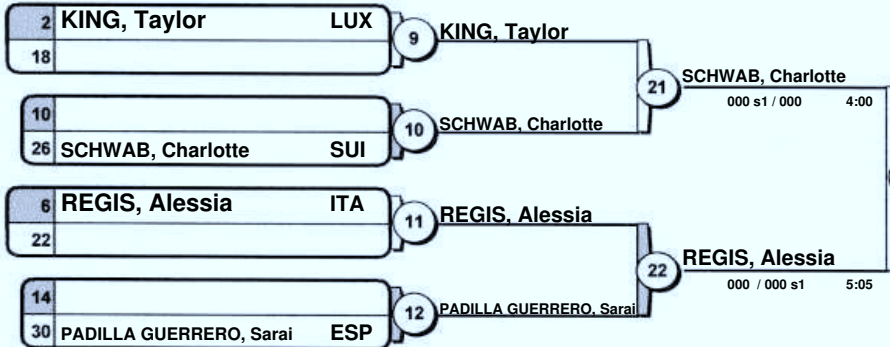 2 KING, Taylor LUX
18
9 KING, Taylor
10
26 SCHWAB, Charlotte SUI
10 SCHWAB, Charlotte
21 SCHWAB, Charlotte
000 s1 / 000 4:00
6 REGIS, Alessia ITA
22
11 REGIS, Alessia
14
30 PADILLA GUERRERO, Sarai ESP
12 PADILLA GUERRERO, Sarai
22 REGIS, Alessia
000 / 000 s1 5:05